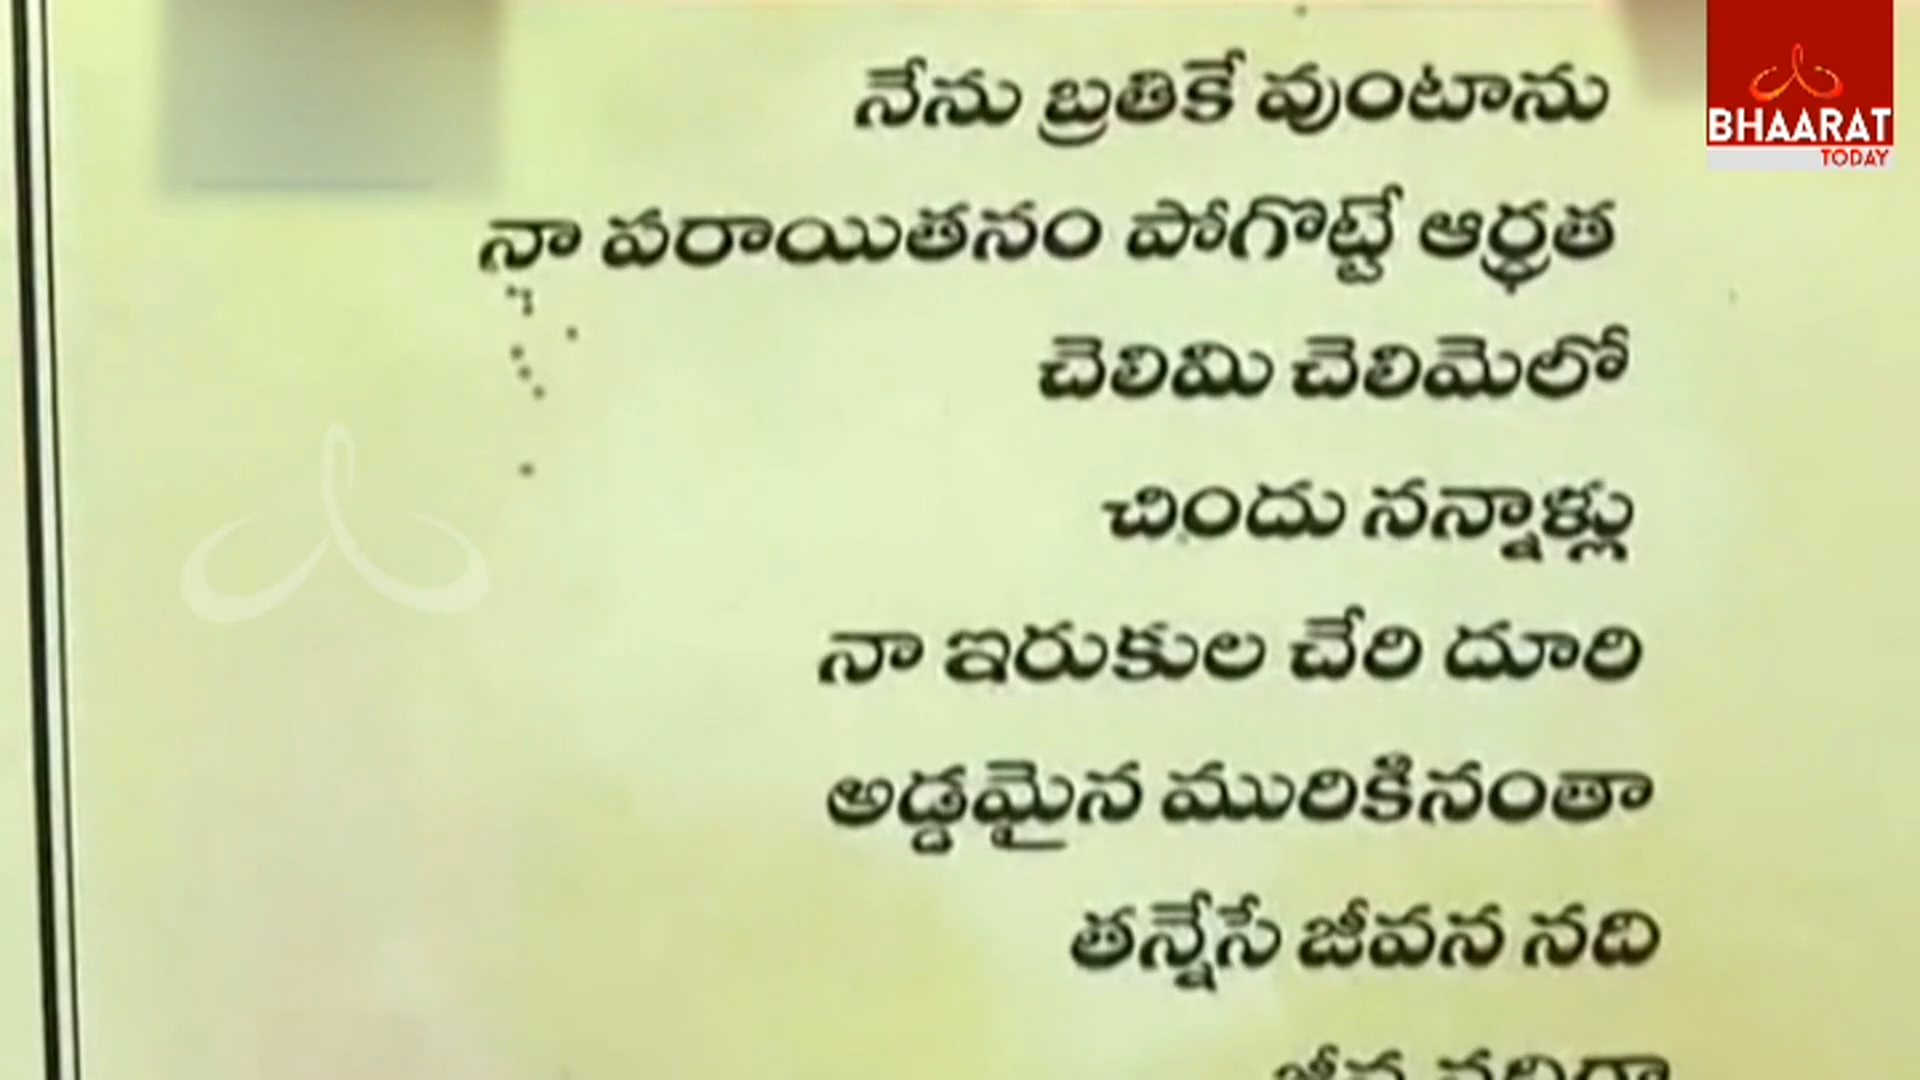 నేను బ్రతికే వుంటాను
నా పరాయితనం పోగొట్టే ఆర్ధ్రత
చెలిమి చెలిమెలో
చిందు నన్నాళ్లు
నా ఇరుకుల చేరి దూరి
అడ్డమైన మురికినంతా
తన్నేసే జీవన నది
BHAARAT
TODAY